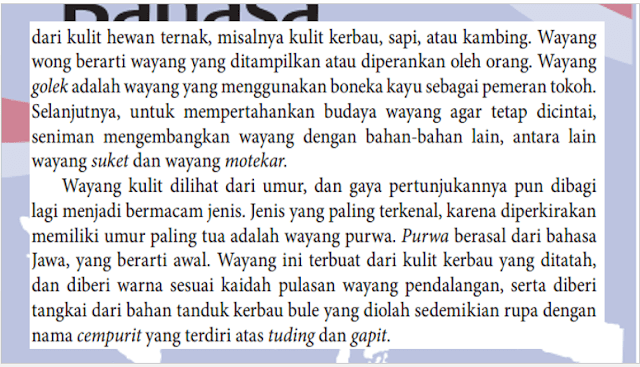 Bahasa
dari kulit hewan ternak, misalnya kulit kerbau, sapi, atau kambing. Wayang
wong berarti wayang yang ditampilkan atau diperankan oleh orang. Wayang
golek adalah wayang yang menggunakan boneka kayu sebagai pemeran tokoh.
Selanjutnya, untuk mempertahankan budaya wayang agar tetap dicintai,
seniman mengembangkan wayang dengan bahan-bahan lain, antara lain
wayang suket dan wayang motekar.
Wayang kulit dilihat dari umur, dan gaya pertunjukannya pun dibagi
lagi menjadi bermacam jenis. Jenis yang paling terkenal, karena diperkirakan
memiliki umur paling tua adalah wayang purwa. Purwa berasal dari bahasa
Jawa, yang berarti awal. Wayang ini terbuat dari kulit kerbau yang ditatah,
dan diberi warna sesuai kaidah pulasan wayang pendalangan, serta diberi
tangkai dari bahan tanduk kerbau bule yang diolah sedemikian rupa dengan
nama cempurit yang terdiri atas tuding dan gapit.